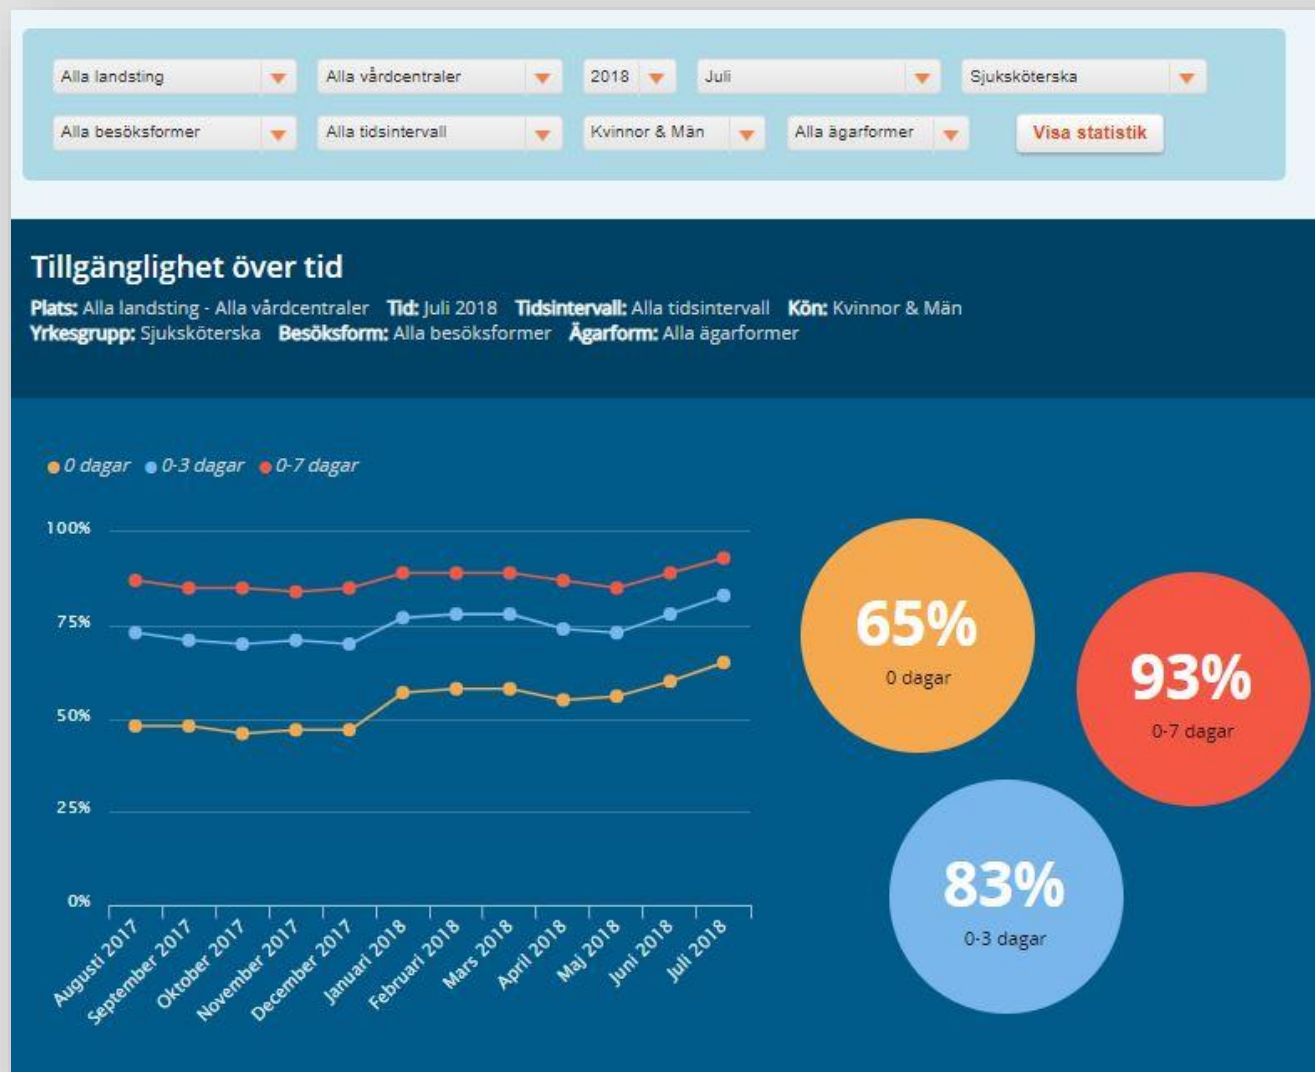 Alla landsting Alla vårdcentraler 2018 Juli Sjuksköterska
Alla besöksformer Alla tidsintervall Kvinnor & Män Alla ägarformer Visa statistik
Tillgänglighet över tid
Plats: Alla landsting - Alla vårdcentraler Tid: Juli 2018 Tidsintervall: Alla tidsintervall Kön: Kvinnor & Män
Yrkesgrupp: Sjuksköterska Besöksform: Alla besöksformer Ägarform: Alla ägarformer
0 dagar 0-3 dagar 0-7 dagar
100%
75%
50%
25%
0%
Augusti 2017
September 2017
Oktober 2017
November 2017
December 2017
Januari 2018
Februari 2018
Mars 2018
April 2018
Maj 2018
Juni 2018
Juli 2018
65%
0 dagar
93%
0-7 dagar
83%
0-3 dagar